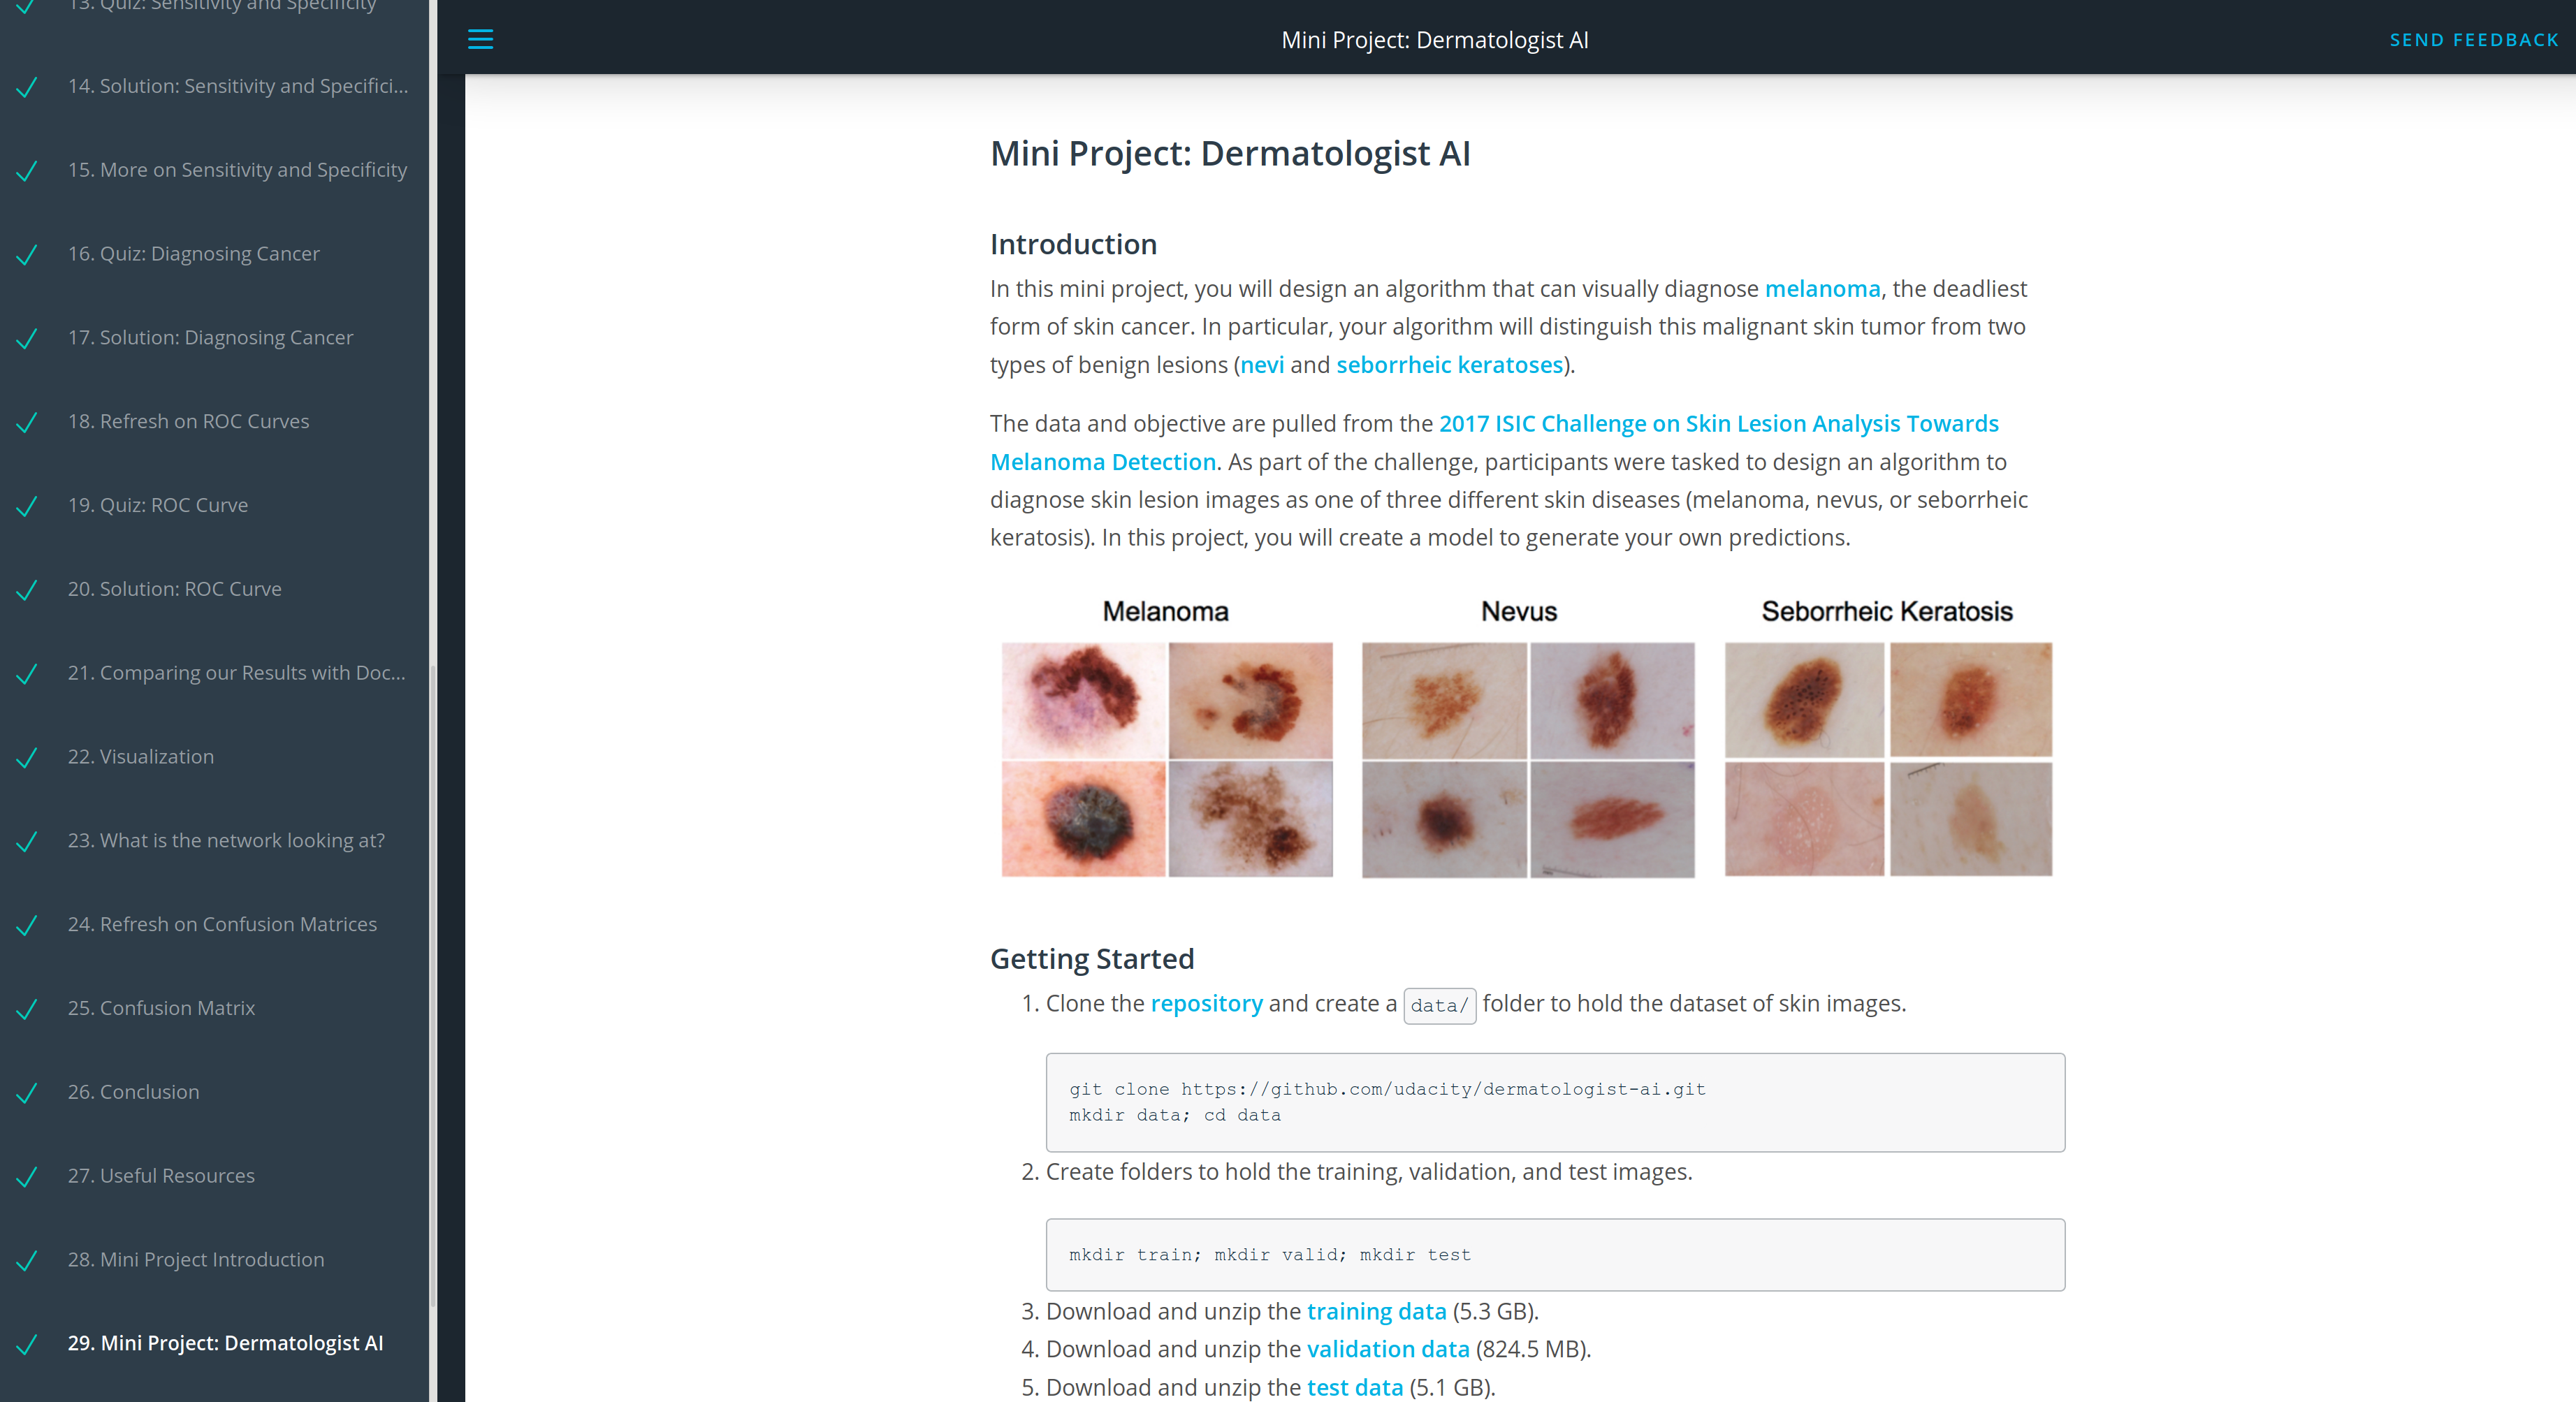 13. Quiz: Sensitivity and Specificity
14. Solution: Sensitivity and Specifici...
15. More on Sensitivity and Specificity
16. Quiz: Diagnosing Cancer
17. Solution: Diagnosing Cancer
18. Refresh on ROC Curves
19. Quiz: ROC Curve
20. Solution: ROC Curve
21. Comparing our Results with Doc...
22. Visualization
23. What is the network looking at?
24. Refresh on Confusion Matrices
25. Confusion Matrix
26. Conclusion
27. Useful Resources
28. Mini Project Introduction
29. Mini Project: Dermatologist AI
Mini Project: Dermatologist AI
SEND FEEDBACK
Mini Project: Dermatologist AI
Introduction
In this mini project, you will design an algorithm that can visually diagnose melanoma, the deadliest
form of skin cancer. In particular, your algorithm will distinguish this malignant skin tumor from two
types of benign lesions (nevi and seborrheic keratoses).
The data and objective are pulled from the 2017 ISIC Challenge on Skin Lesion Analysis Towards
Melanoma Detection. As part of the challenge, participants were tasked to design an algorithm to
diagnose skin lesion images as one of three different skin diseases (melanoma, nevus, or seborrheic
keratosis). In this project, you will create a model to generate your own predictions.
Melanoma
Nevus
Seborrheic Keratosis
Getting Started
1. Clone the repository and create a data/ folder to hold the dataset of skin images.
git clone https://github.com/udacity/dermatologist-ai.git
mkdir data; cd data
2. Create folders to hold the training, validation, and test images.
mkdir train; mkdir valid; mkdir test
3. Download and unzip the training data (5.3 GB).
4. Download and unzip the validation data (824.5 MB).
5. Download and unzip the test data (5.1 GB).